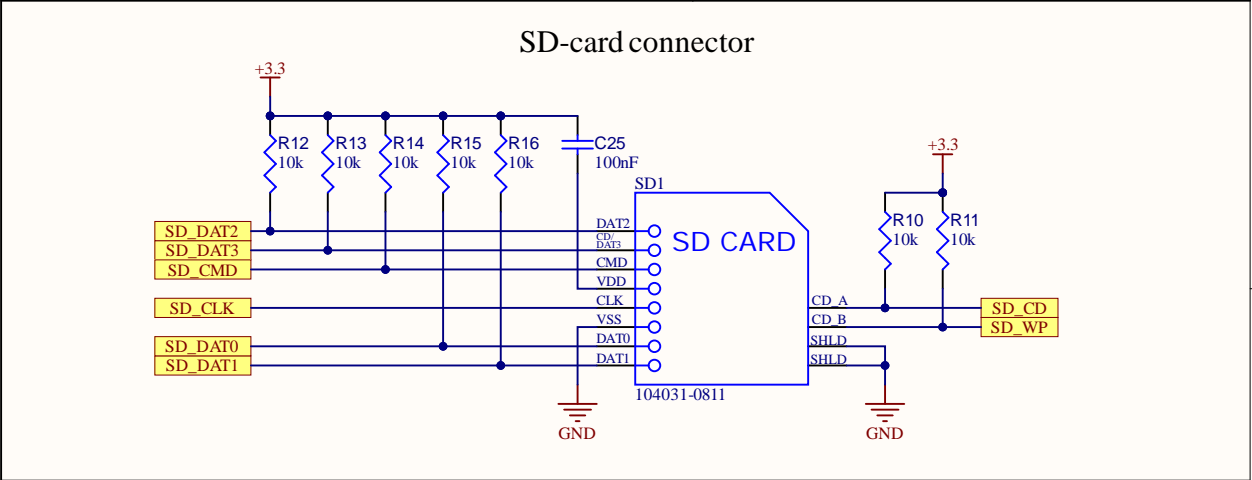 SD-card connector
+3.3
R12
10k
R13
10k
R14
10k
R15
10k
R16
10k
C25
100nF
+3.3
R10
10k
R11
10k
SD1
SD CARD
SD_DAT2
SD_DAT3
SD_CMD
SD_CLK
SD_DAT0
SD_DAT1
DAT2
CD/
DAT3
CMD
VDD
CLK
VSS
DAT0
DAT1
CD_A
CD_B
SHLD
SHLD
SD_CD
SD_WP
104031-0811
GND
GND